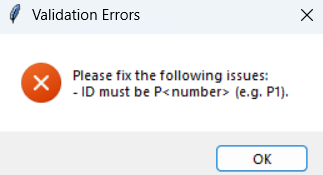 Validation Errors
Please fix the following issues:
- ID must be P<number> (e.g. P1).
OK